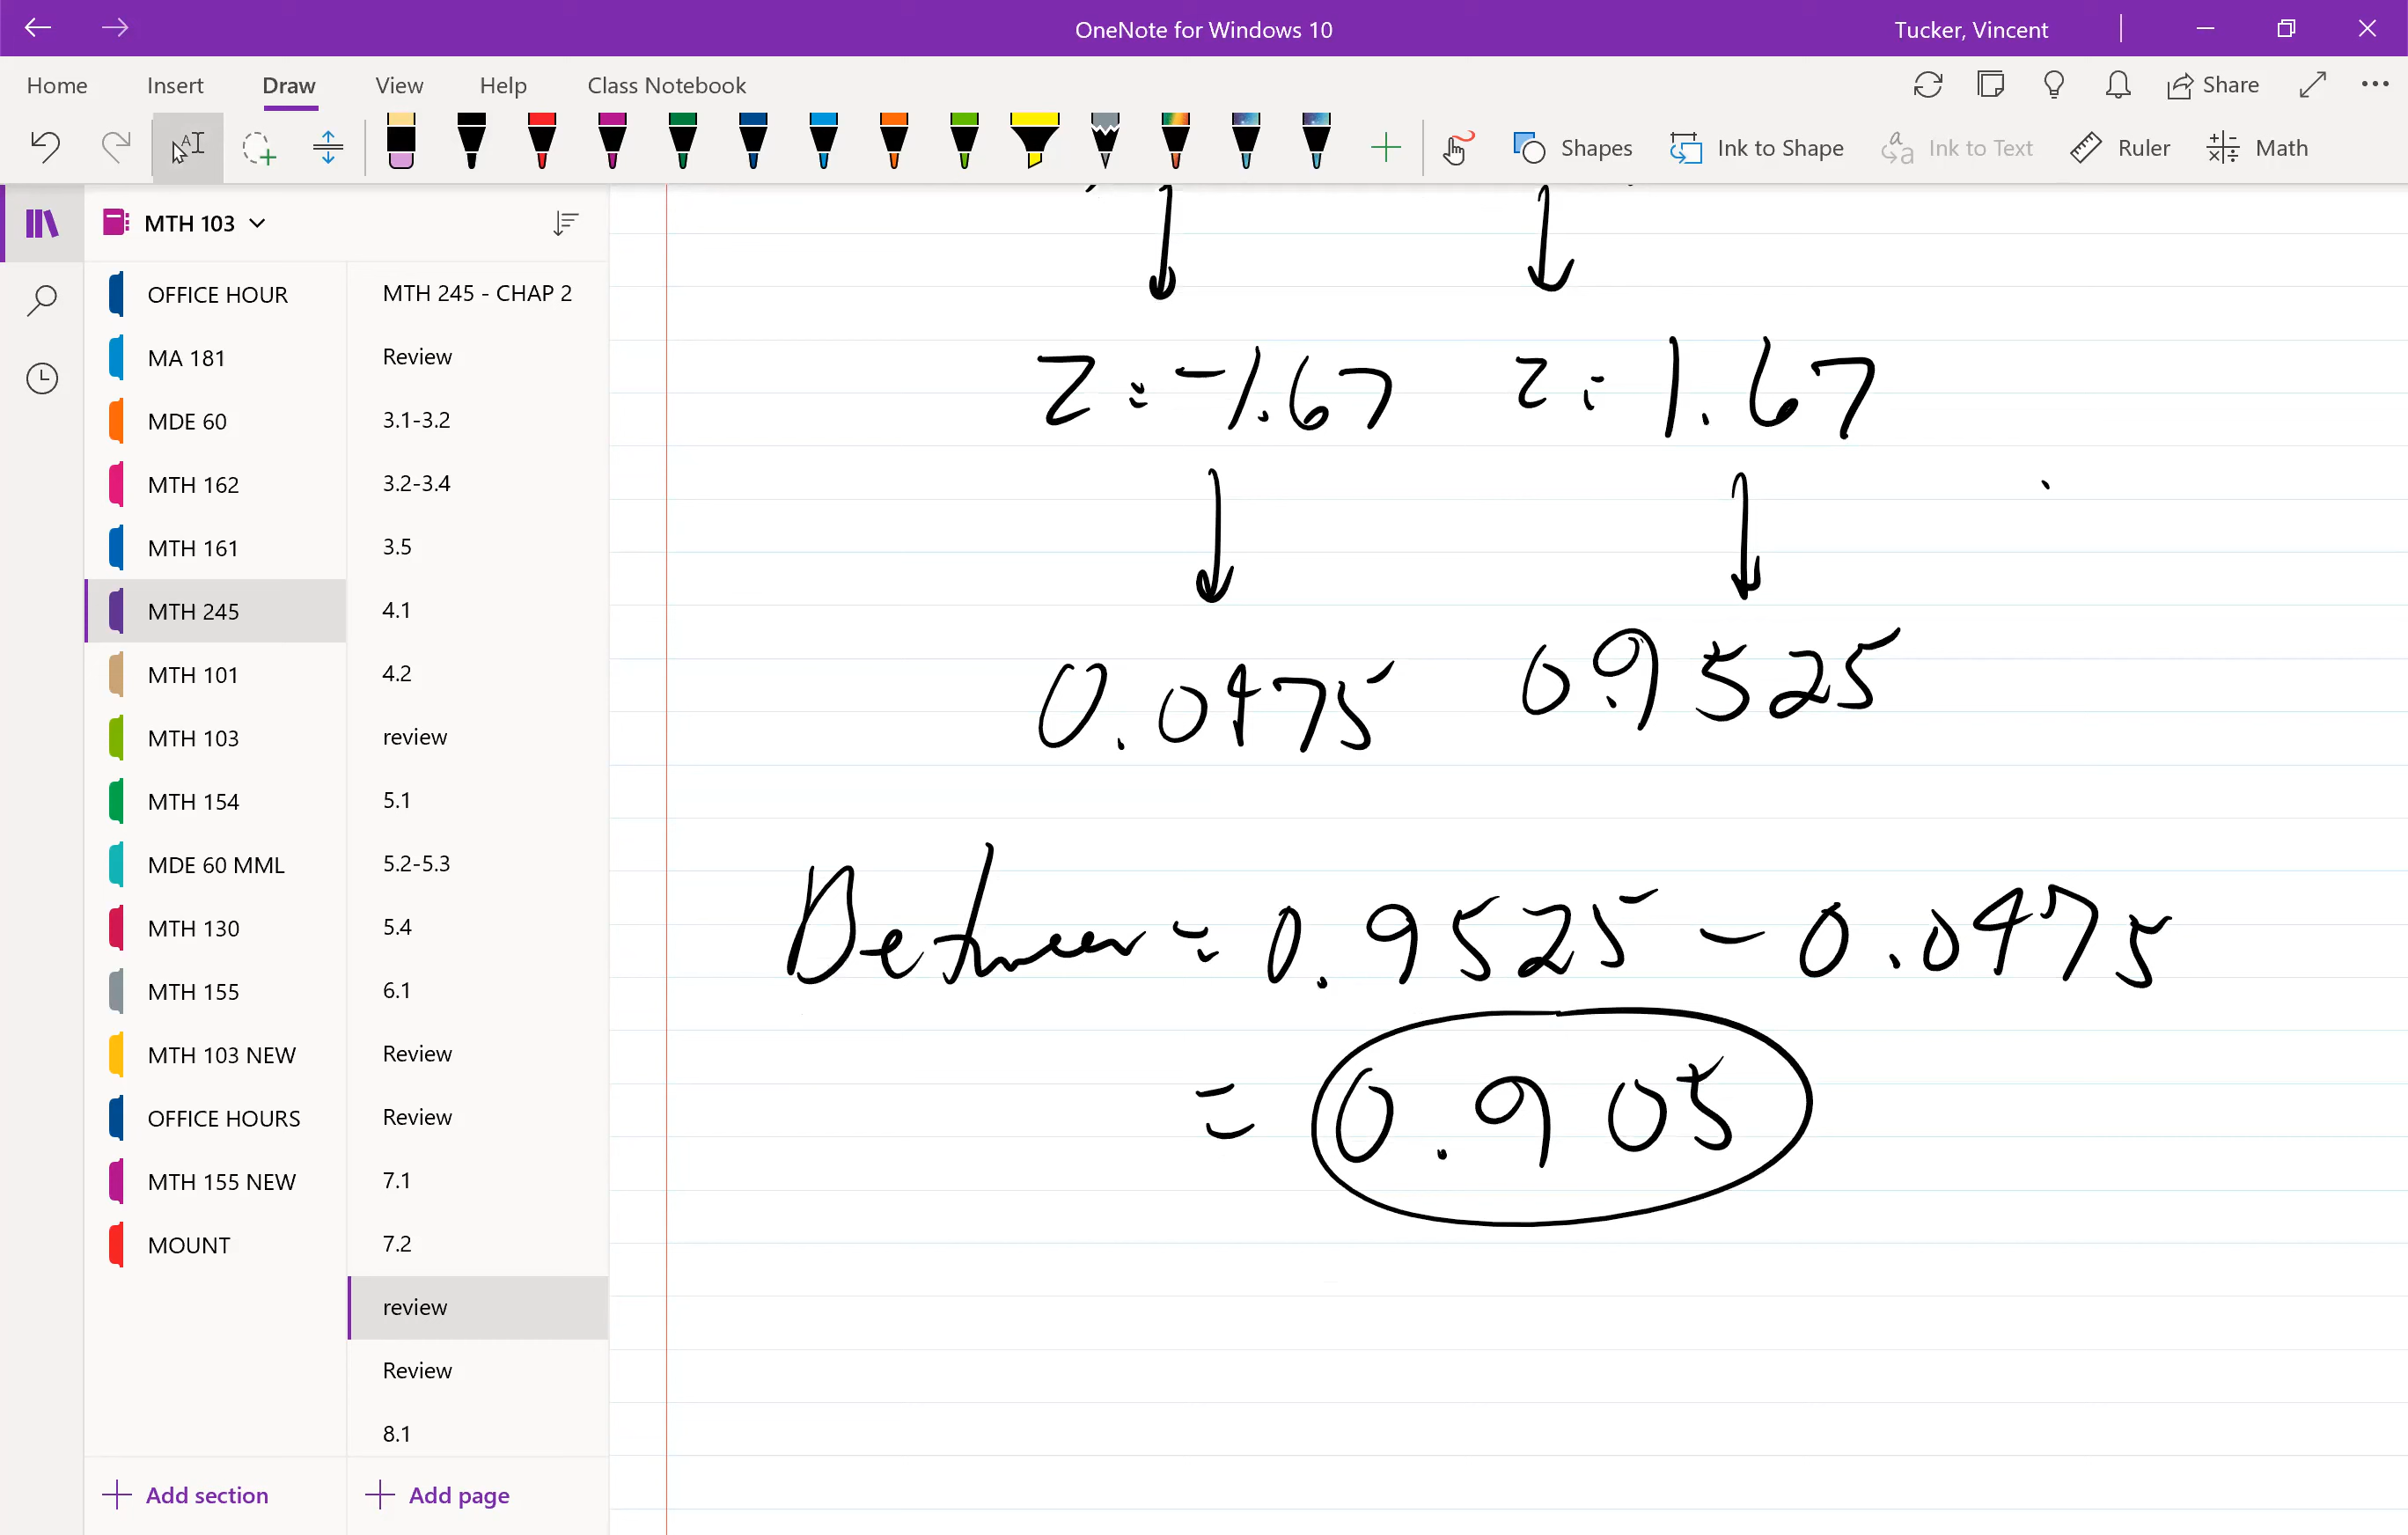 OneNote for Windows 10
Tucker, Vincent
Home Insert Draw View Help Class Notebook
Share
Shapes Ink to Shape Ink to Text Ruler Math
MTH 103
OFFICE HOUR
MA 181
MDE 60
MTH 162
MTH 161
MTH 245
MTH 101
MTH 103
MTH 154
MDE 60 MML
MTH 130
MTH 155
MTH 103 NEW
OFFICE HOURS
MTH 155 NEW
MOUNT
Add section
MTH 245 - CHAP 2
Review
3.1-3.2
3.2-3.4
3.5
4.1
4.2
review
5.1
5.2-5.3
5.4
6.1
Review
Review
7.1
7.2
review
Review
8.1
Add page
z = -1.67 z = 1.67
0.0475 0.9525
Between = 0.9525 - 0.0475
= 0.905